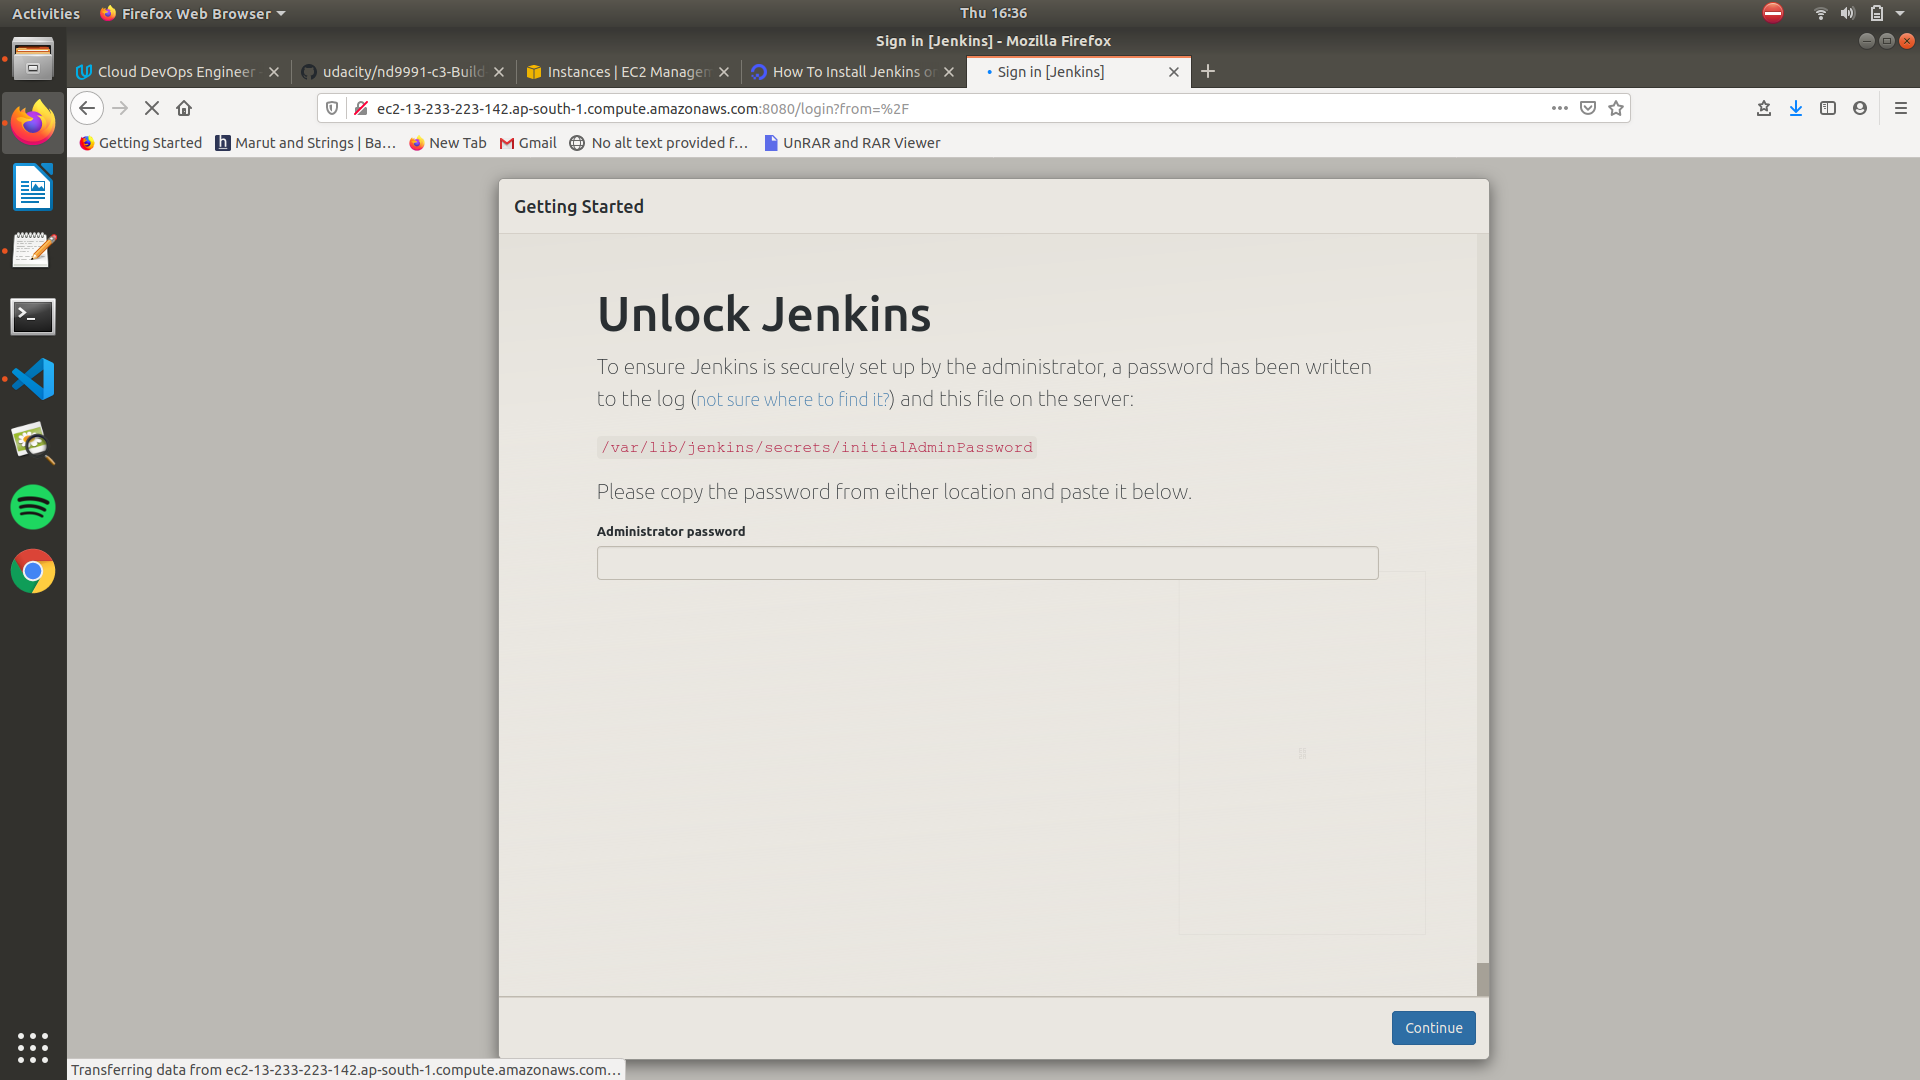 Activities
Firefox Web Browser
Thu 16:36
Sign in [Jenkins] - Mozilla Firefox
Cloud DevOps Engineer -
udacity/nd9991-c3-Build
Instances | EC2 Managem
How To Install Jenkins on
• Sign in [Jenkins]
ec2-13-233-223-142.ap-south-1.compute.amazonaws.com:8080/login?from=%2F
Getting Started
Marut and Strings | Ba…
New Tab
Gmail
No alt text provided f…
UnRAR and RAR Viewer
Getting Started
Unlock Jenkins
To ensure Jenkins is securely set up by the administrator, a password has been written
to the log (not sure where to find it?) and this file on the server:
/var/lib/jenkins/secrets/initialAdminPassword
Please copy the password from either location and paste it below.
Administrator password
Continue
Transferring data from ec2-13-233-223-142.ap-south-1.compute.amazonaws.com…